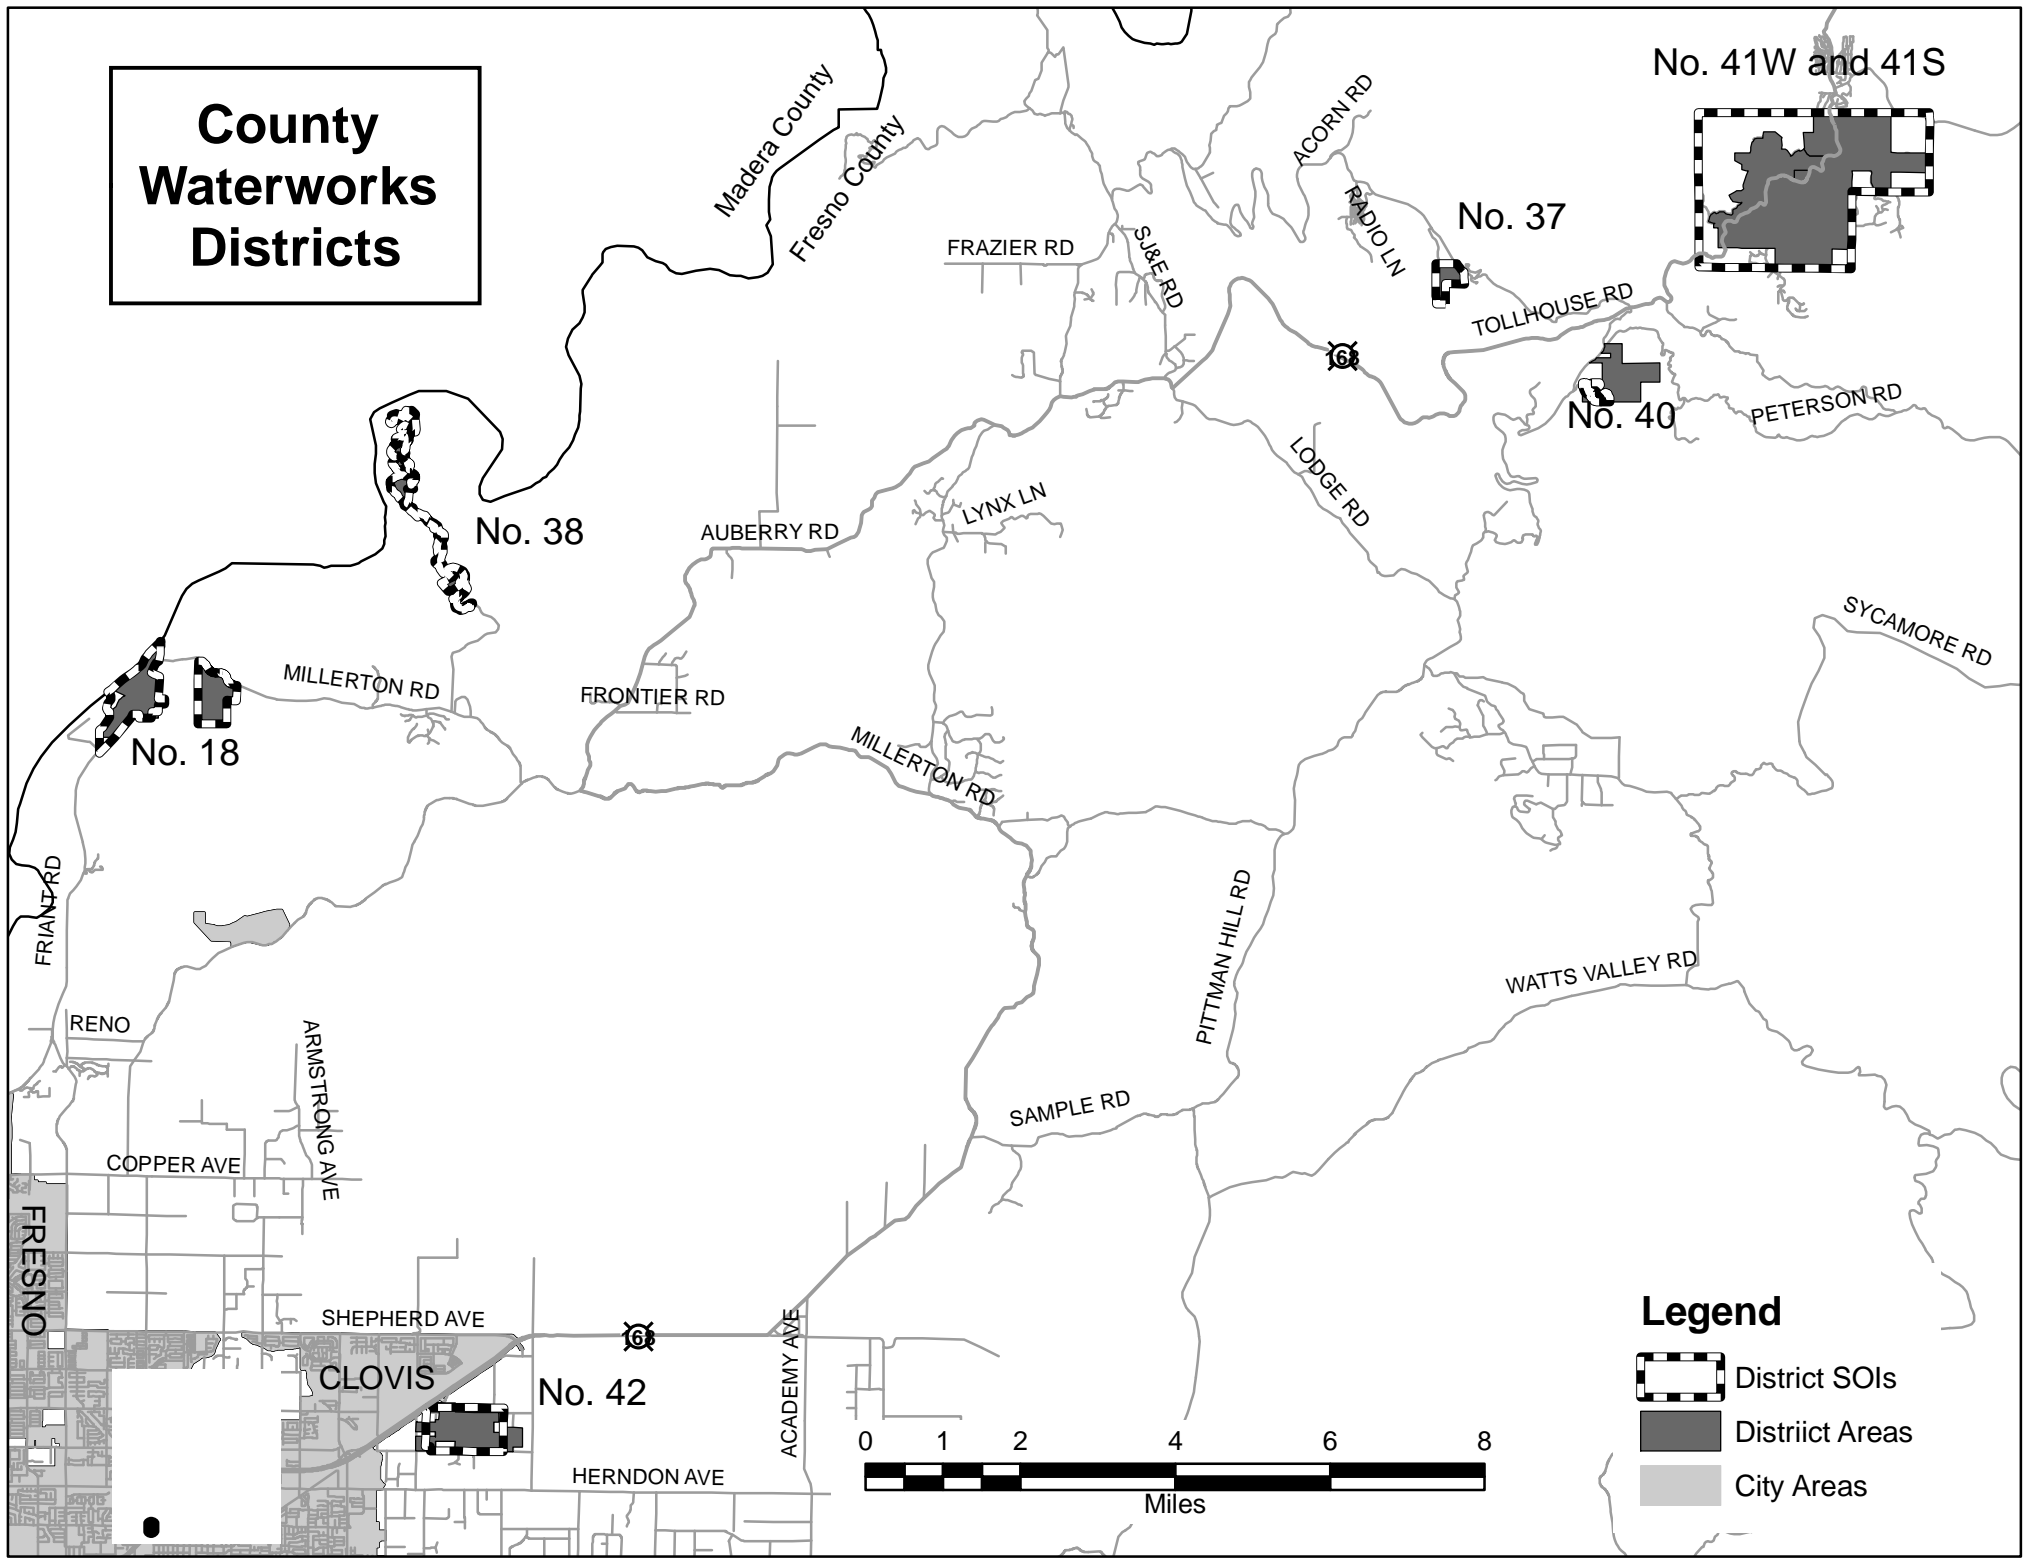 County
Waterworks
Districts
Madera County
Fresno County
No. 41W and 41S
ACORN RD
RADIO LN
No. 37
FRAZIER RD
SJ&E RD
TOLLHOUSE RD
168
No. 40
PETERSON RD
LODGE RD
LYNX LN
AUBERRY RD
No. 38
SYCAMORE RD
MILLERTON RD
FRONTIER RD
No. 18
MILLERTON RD
FRIANT RD
PITTMAN HILL RD
WATTS VALLEY RD
RENO
ARMSTRONG AVE
SAMPLE RD
COPPER AVE
FRESNO
SHEPHERD AVE
168
ACADEMY AVE
CLOVIS
No. 42
HERNDON AVE
0 1 2 4 6 8
Miles
Legend
District SOIs
Distriict Areas
City Areas